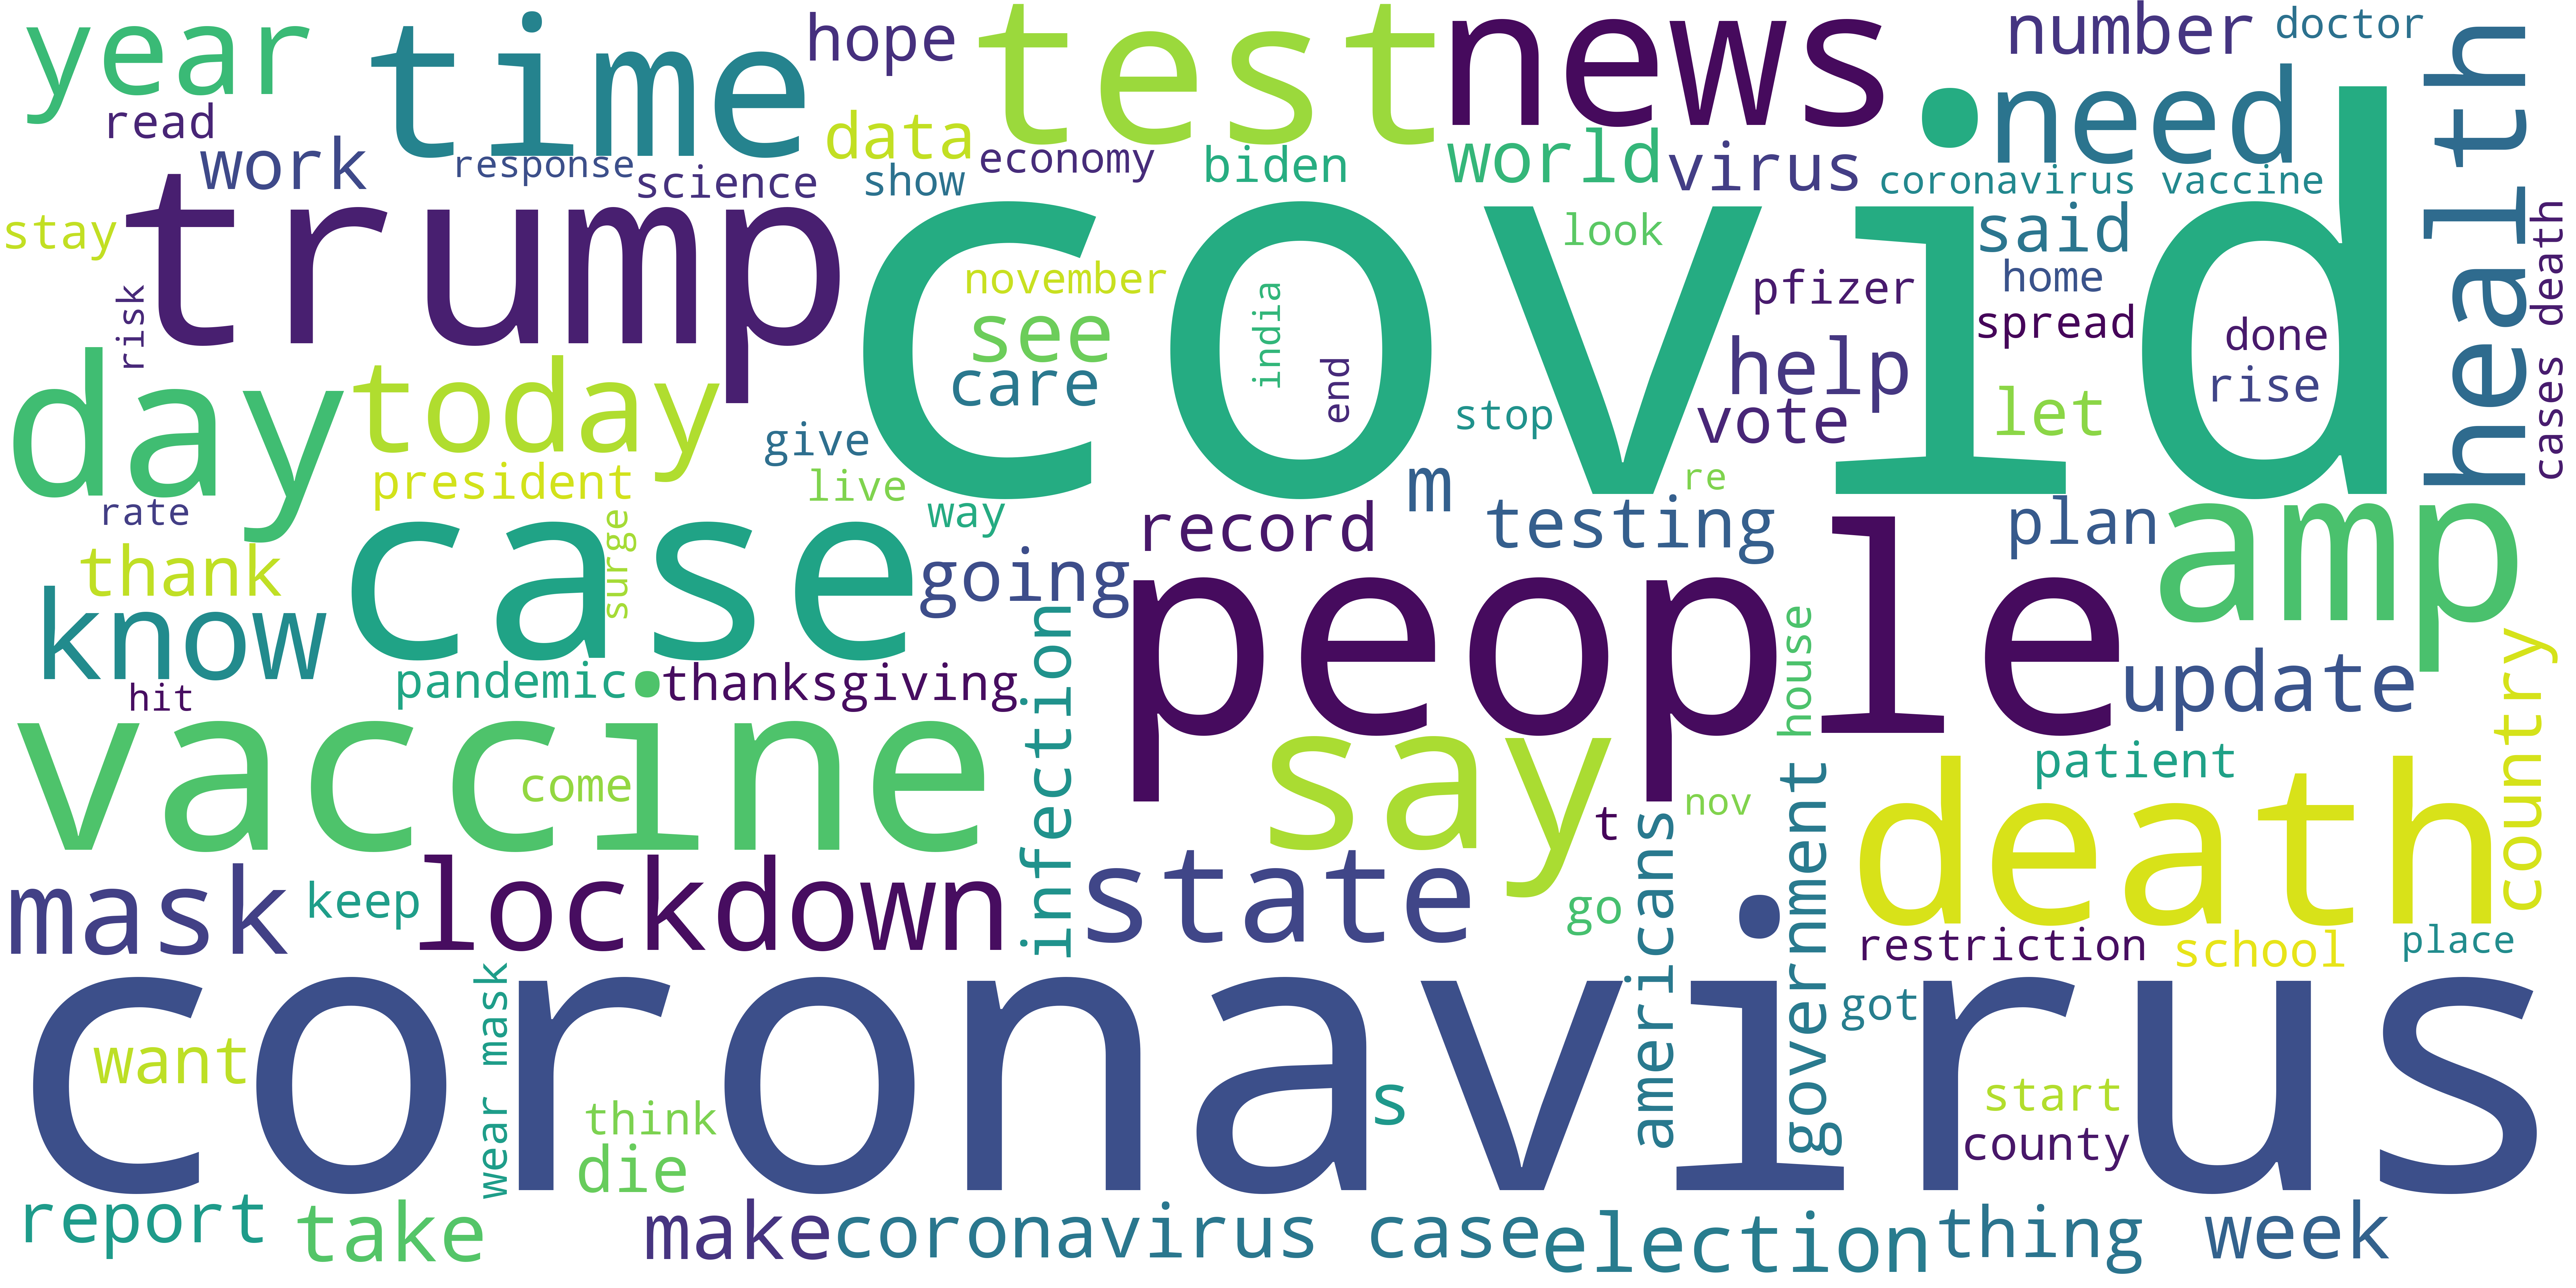 year
time
hope
test
news
number
doctor
read
work
response
science
data
show
economy
biden
world
virus
need
coronavirus vaccine
health
stay
trump
covid
look
said
cases death
risk
november
see
care
india
end
pfizer
home
spread
done
rise
help
vote
let
stop
day
today
president
give
live
way
m
re
rate
surge
case
going
record
testing
plan
amp
thank
know
people
hit
pandemic
thanksgiving
infection
house
update
country
vaccine
come
say
nov
t
patient
death
mask
keep
lockdown
state
go
americans
government
restriction
school
place
coronavirus
want
wear mask
think
die
s
got
start
county
report
take
make
coronavirus case
election
thing
week